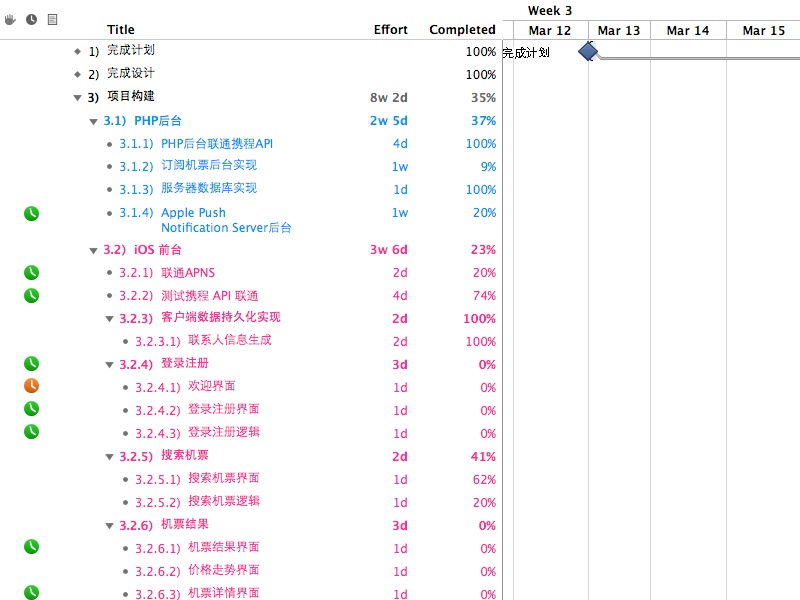 Week 3
Title Effort Completed Mar 12 Mar 13 Mar 14 Mar 15
1) 完成计划 100% 完成计划
2) 完成设计 100%
3) 项目构建 8w 2d 35%
3.1) PHP后台 2w 5d 37%
3.1.1) PHP后台联通携程API 4d 100%
3.1.2) 订阅机票后台实现 1w 9%
3.1.3) 服务器数据库实现 1d 100%
3.1.4) Apple Push 1w 20%
Notification Server后台
3.2) iOS 前台 3w 6d 23%
3.2.1) 联通APNS 2d 20%
3.2.2) 测试携程 API 联通 4d 74%
3.2.3) 客户端数据持久化实现 2d 100%
3.2.3.1) 联系人信息生成 2d 100%
3.2.4) 登录注册 3d 0%
3.2.4.1) 欢迎界面 1d 0%
3.2.4.2) 登录注册界面 1d 0%
3.2.4.3) 登录注册逻辑 1d 0%
3.2.5) 搜索机票 2d 41%
3.2.5.1) 搜索机票界面 1d 62%
3.2.5.2) 搜索机票逻辑 1d 20%
3.2.6) 机票结果 3d 0%
3.2.6.1) 机票结果界面 1d 0%
3.2.6.2) 价格走势界面 1d 0%
3.2.6.3) 机票详情界面 1d 0%